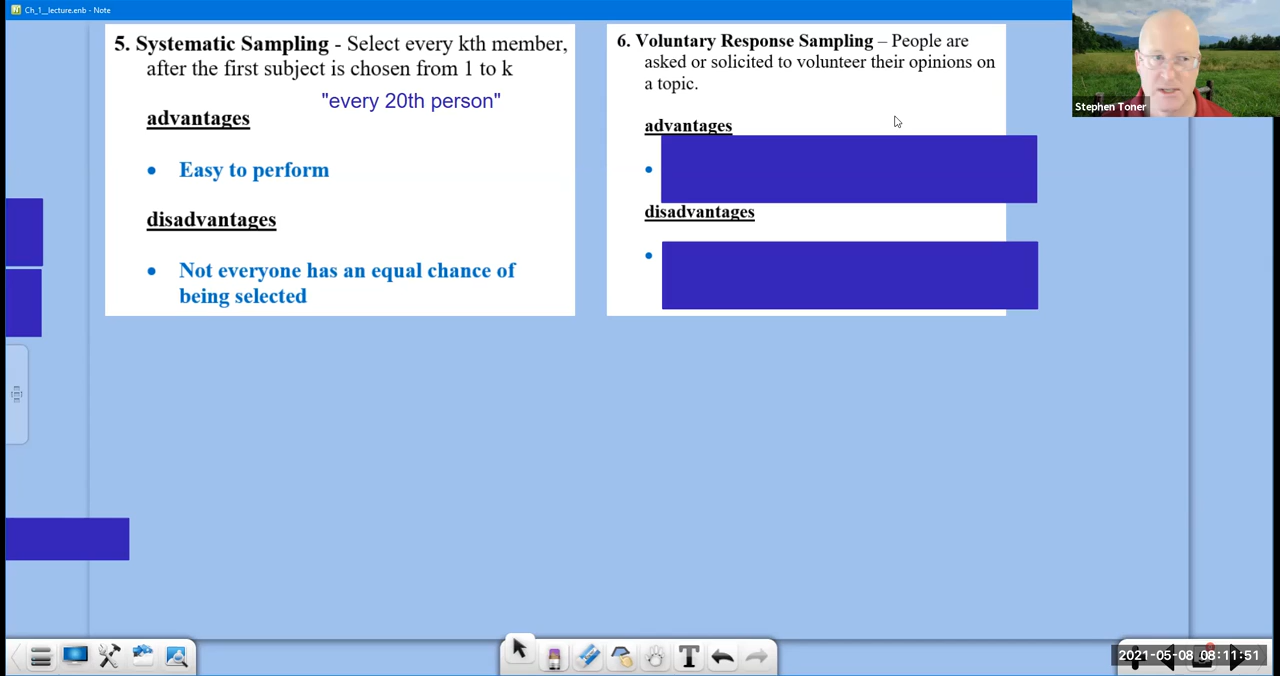 Ch_1__lecture.enb - Note
5. Systematic Sampling - Select every kth member,
after the first subject is chosen from 1 to k
"every 20th person"
advantages
• Easy to perform
disadvantages
• Not everyone has an equal chance of
being selected
6. Voluntary Response Sampling – People are
asked or solicited to volunteer their opinions on
a topic.
advantages
•
disadvantages
•
Stephen Toner
T
2021-05-08 08:11:51